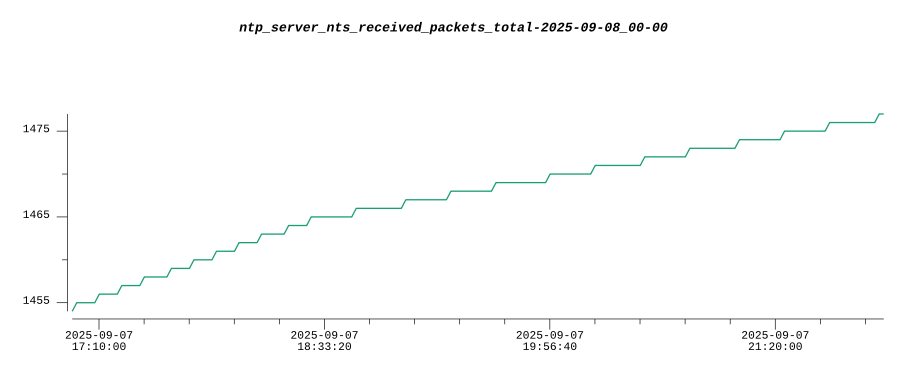 ntp_server_nts_received_packets_total-2025-09-08_00-00
1475
1465
1455
2025-09-07 2025-09-07 2025-09-07 2025-09-07
17:10:00 18:33:20 19:56:40 21:20:00